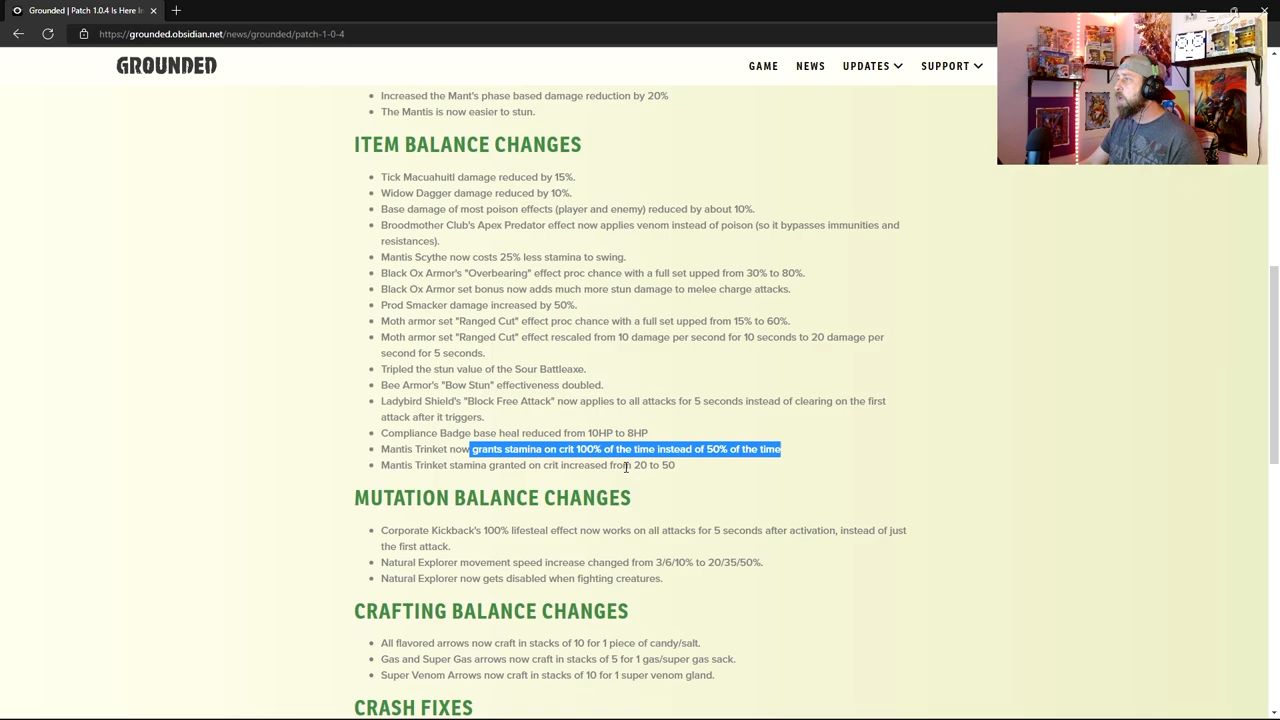 Grounded | Patch 1.0.4 Is Here In
https://grounded.obsidian.net/news/grounded/patch-1-0-4
GROUNDED
GAME NEWS UPDATES SUPPORT
Increased the Mant's phase based damage reduction by 20%
The Mantis is now easier to stun.
ITEM BALANCE CHANGES
Tick Macuahuitl damage reduced by 15%.
Widow Dagger damage reduced by 10%.
Base damage of most poison effects (player and enemy) reduced by about 10%.
Broodmother Club's Apex Predator effect now applies venom instead of poison (so it bypasses immunities and
resistances).
Mantis Scythe now costs 25% less stamina to swing.
Black Ox Armor's "Overbearing" effect proc chance with a full set upped from 30% to 80%.
Black Ox Armor set bonus now adds much more stun damage to melee charge attacks.
Prod Smacker damage increased by 50%.
Moth armor set "Ranged Cut" effect proc chance with a full set upped from 15% to 60%.
Moth armor set "Ranged Cut" effect rescaled from 10 damage per second for 10 seconds to 20 damage per
second for 5 seconds.
Tripled the stun value of the Sour Battleaxe.
Bee Armor's "Bow Stun" effectiveness doubled.
Ladybird Shield's "Block Free Attack" now applies to all attacks for 5 seconds instead of clearing on the first
attack after it triggers.
Compliance Badge base heal reduced from 10HP to 8HP
Mantis Trinket now grants stamina on crit 100% of the time instead of 50% of the time
Mantis Trinket stamina granted on crit increased from 20 to 50
MUTATION BALANCE CHANGES
Corporate Kickback's 100% lifesteal effect now works on all attacks for 5 seconds after activation, instead of just
the first attack.
Natural Explorer movement speed increase changed from 3/6/10% to 20/35/50%.
Natural Explorer now gets disabled when fighting creatures.
CRAFTING BALANCE CHANGES
All flavored arrows now craft in stacks of 10 for 1 piece of candy/salt.
Gas and Super Gas arrows now craft in stacks of 5 for 1 gas/super gas sack.
Super Venom Arrows now craft in stacks of 10 for 1 super venom gland.
CRASH FIXES